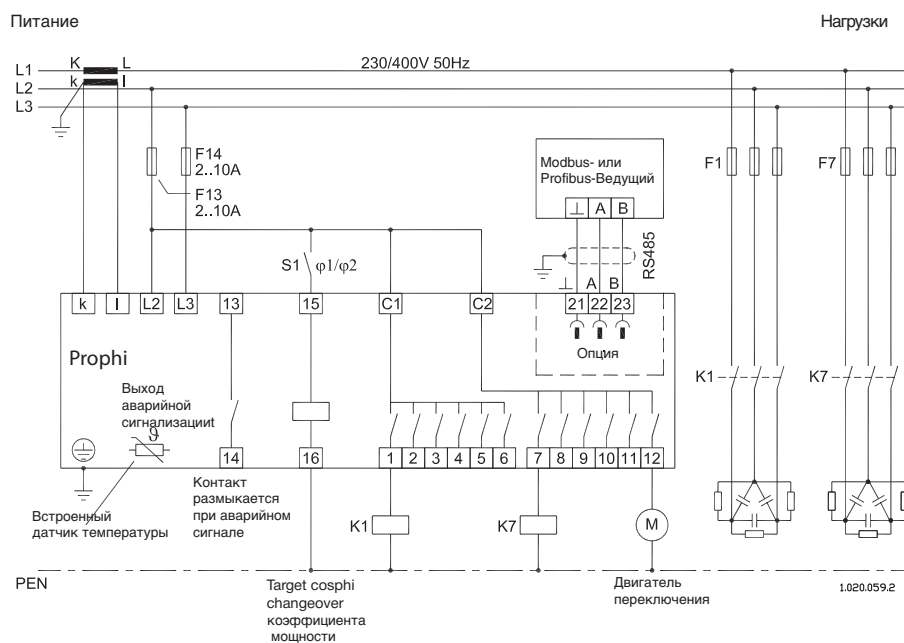 Питание
Нагрузки
K L
230/400V 50Hz
L1
k l
L2
L3
F14
2..10A
F13
2..10A
F1
F7
Modbus- или
Profibus-Ведущий
⊥ A B
RS485
S1 φ1/φ2
⊥ A B
k l L2 L3 13 15 C1 C2 21 22 23
Опция
Prophi
K1
K7
Выход
аварийной
сигнализацииt
ϑ
14 16 1 2 3 4 5 6 7 8 9 10 11 12
Контакт
размыкается
при аварийном
сигнале
Встроенный
датчик температуры
K1
K7
M
PEN
Target cosphi
changeover
коэффициента
мощности
Двигатель
переключения
1.020.059.2